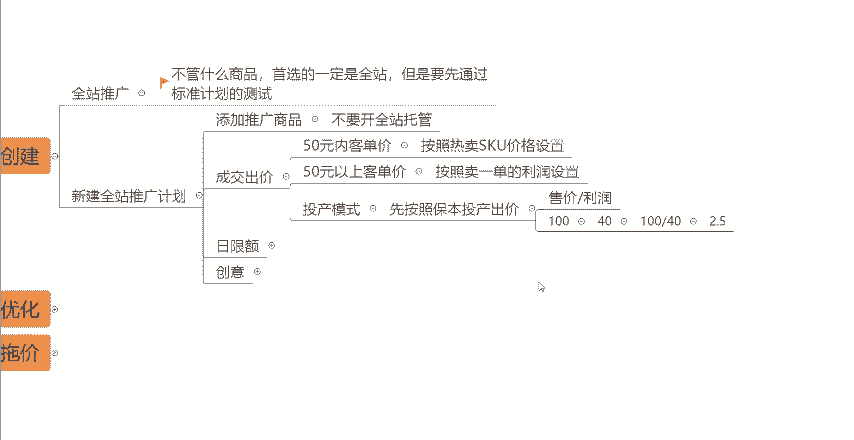 不管什么商品，首选的一定是全站，但是要先通过
全站推广
标准计划的测试
添加推广商品
不要开全站托管
创建
50元内客单价
按照热卖SKU价格设置
成交出价
50元以上客单价
按照卖一单的利润设置
新建全站推广计划
售价/利润
投产模式
先按照保本投产出价
100
40
100/40
2.5
日限额
创意
优化
拖价